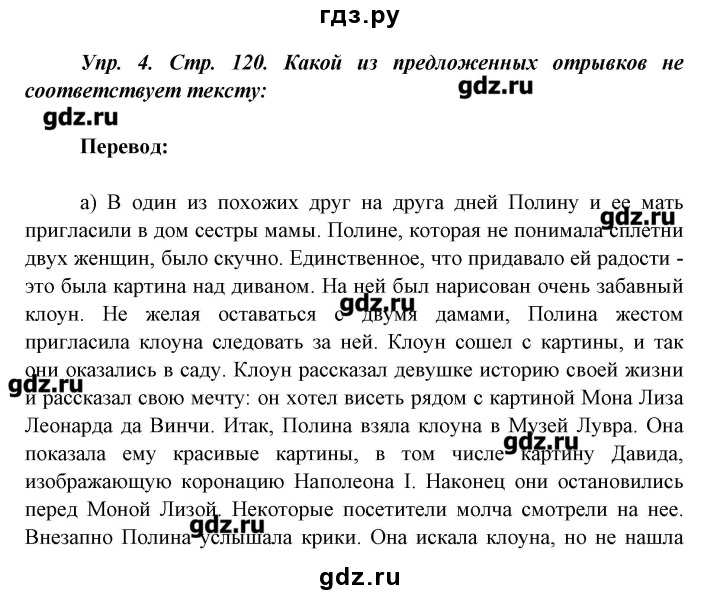 гдз.ру
Упр. 4. Стр. 120. Какой из предложенных отрывков не
соответствует тексту:
gdz.ru
gdz.ru
Перевод:
а) В один из похожих друг на друга дней Полину и ее мать
пригласили в дом сестры мамы. Полине, которая не понимала сплетни
gdz.ru
двух женщин, было скучно. Единственное, что придавало ей радости -
это была картина над диваном. На ней был нарисован очень забавный
клоун. Не желая оставаться с двумя дамами, Полина жестом
gdz.ru
пригласила клоуна следовать за ней. Клоун сошел с картины, и так
они оказались в саду. Клоун рассказал девушке историю своей жизни
gdz.ru
и рассказал свою мечту: он хотел висеть рядом с картиной Мона Лиза
Леонарда да Винчи. Итак, Полина взяла клоуна в Музей Лувра. Она
gdz.ru
показала ему красивые картины, в том числе картину Давида,
изображающую коронацию Наполеона I. Наконец они остановились
перед Моной Лизой. Некоторые посетители молча смотрели на нее.
gdz.ru
Внезапно Полина услышала крики. Она искала клоуна, но не нашла
gdz.ru